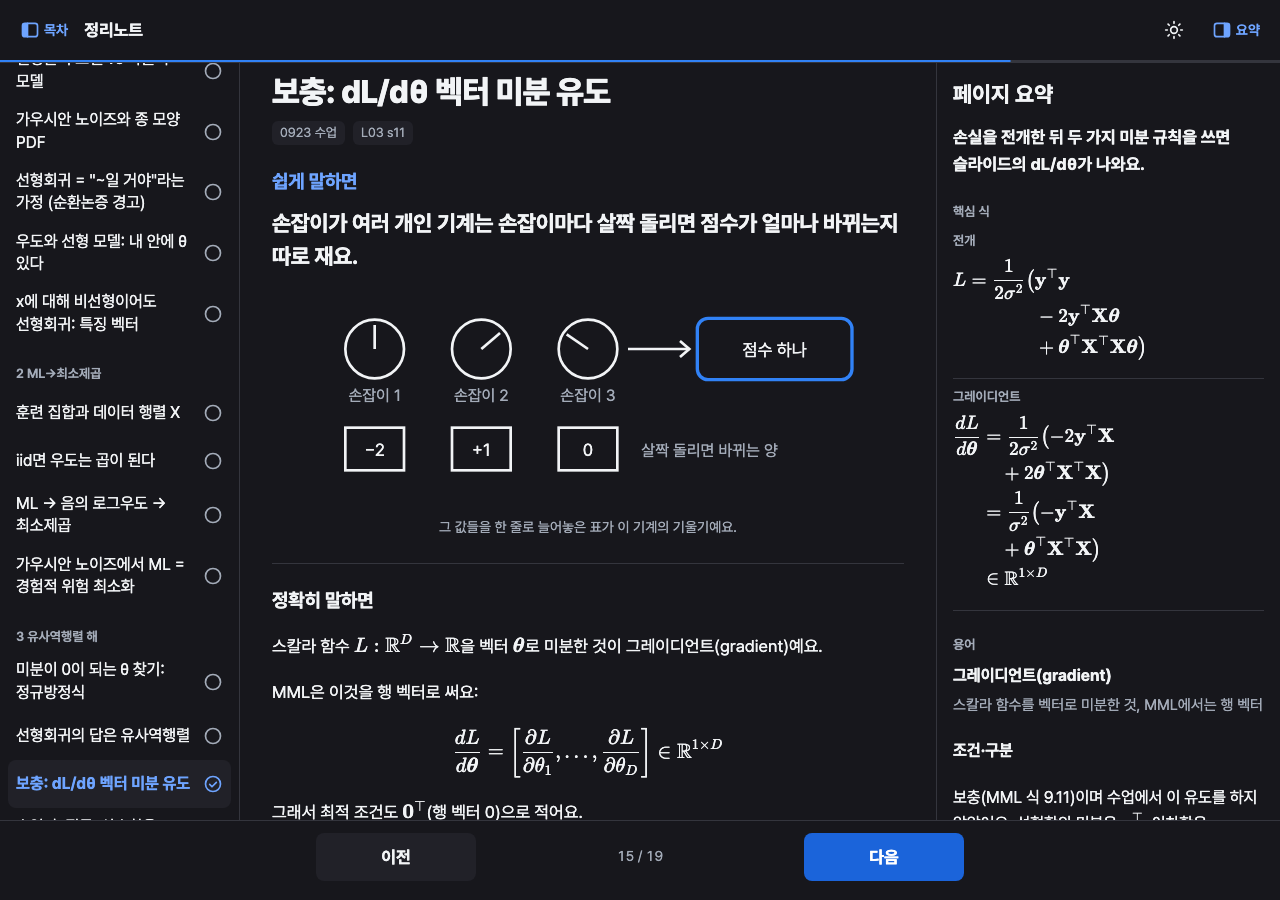 목차 정리노트 요약
모델
가우시안 노이즈와 종 모양
PDF
선형회귀 = "~일 거야"라는
가정 (순환논증 경고)
우도와 선형 모델: 내 안에 θ
있다
x에 대해 비선형이어도
선형회귀: 특징 벡터
2 ML→최소제곱
훈련 집합과 데이터 행렬 X
iid면 우도는 곱이 된다
ML → 음의 로그우도 →
최소제곱
가우시안 노이즈에서 ML =
경험적 위험 최소화
3 유사역행렬 해
미분이 0이 되는 θ 찾기:
정규방정식
선형회귀의 답은 유사역행렬
보충: dL/dθ 벡터 미분 유도
보충: dL/dθ 벡터 미분 유도
0923 수업 L03 s11
쉽게 말하면
손잡이가 여러 개인 기계는 손잡이마다 살짝 돌리면 점수가 얼마나 바뀌는지
따로 재요.
점수 하나
손잡이 1 손잡이 2 손잡이 3
−2 +1 0 살짝 돌리면 바뀌는 양
그 값들을 한 줄로 늘어놓은 표가 이 기계의 기울기예요.
정확히 말하면
스칼라 함수 L : ℝ^D → ℝ을 벡터 θ로 미분한 것이 그레이디언트(gradient)예요.
MML은 이것을 행 벡터로 써요:
dL/dθ = [∂L/∂θ₁, . . . , ∂L/∂θ_D] ∈ ℝ^{1×D}
그래서 최적 조건도 0^⊤(행 벡터 0)으로 적어요.
페이지 요약
손실을 전개한 뒤 두 가지 미분 규칙을 쓰면
슬라이드의 dL/dθ가 나와요.
핵심 식
전개
L = 1/2σ² (y^⊤y
− 2y^⊤Xθ
+ θ^⊤X^⊤Xθ)
그레이디언트
dL/dθ = 1/2σ² (−2y^⊤X
+ 2θ^⊤X^⊤X)
= 1/σ² (−y^⊤X
+ θ^⊤X^⊤X)
∈ ℝ^{1×D}
용어
그레이디언트(gradient)
스칼라 함수를 벡터로 미분한 것, MML에서는 행 벡터
조건·구분
보충(MML 식 9.11)이며 수업에서 이 유도를 하지
이전 15 / 19 다음